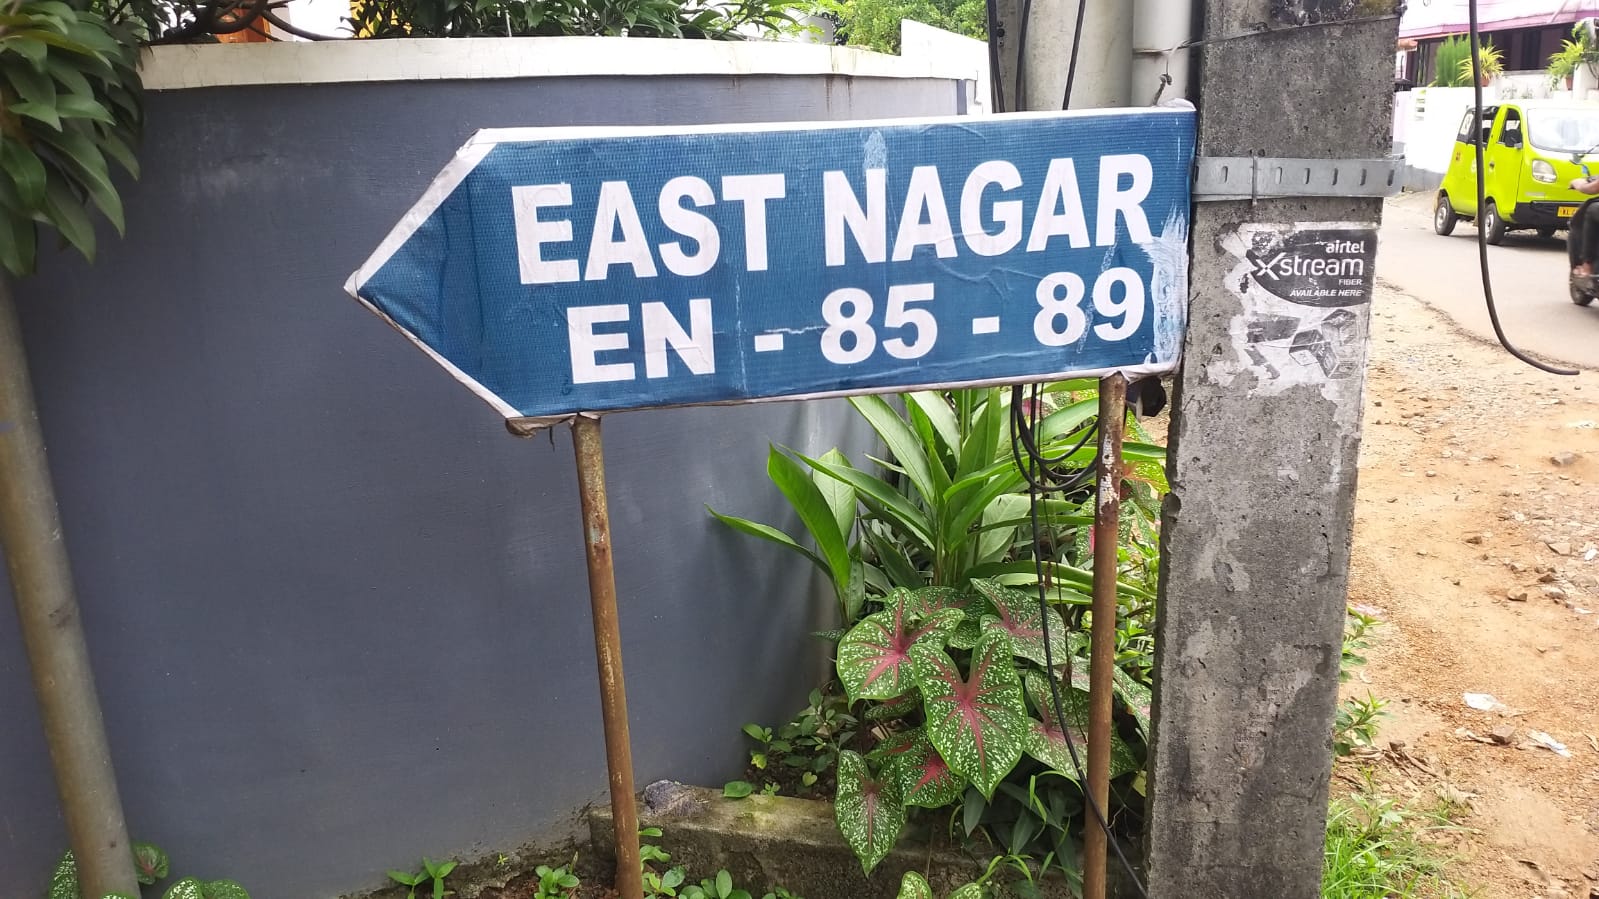 EAST NAGAR
EN - 85 - 89
airtel
Xstream
FIBER
AVAILABLE HERE